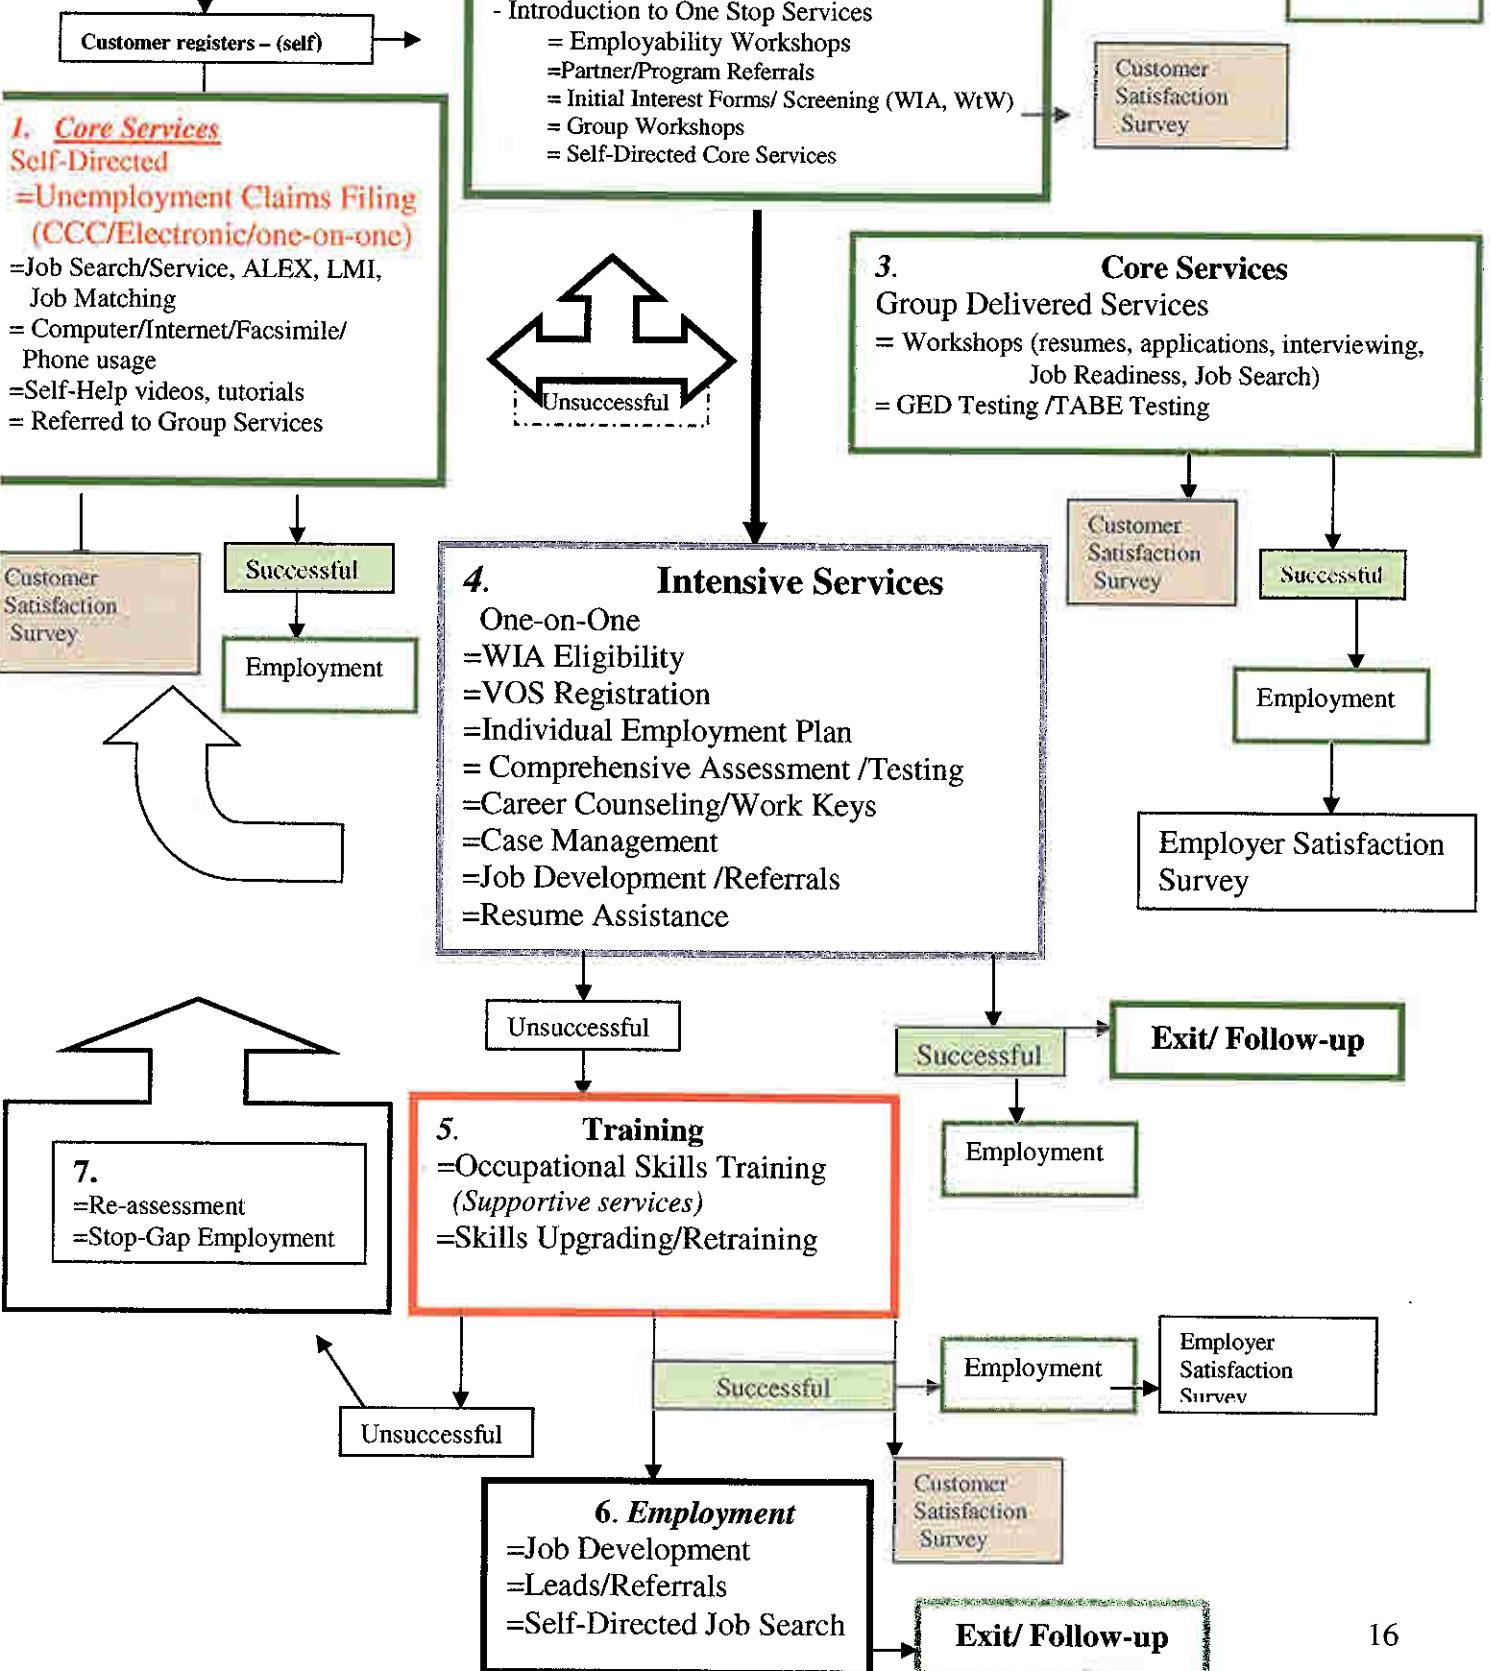 - Introduction to One Stop Services
= Employability Workshops
=Partner/Program Referrals
= Initial Interest Forms/ Screening (WIA, WtW)
= Group Workshops
= Self-Directed Core Services
Customer registers – (self)
Customer
Satisfaction
Survey
1. Core Services
Self-Directed
=Unemployment Claims Filing
(CCC/Electronic/one-on-one)
=Job Search/Service, ALEX, LMI,
Job Matching
= Computer/Internet/Facsimile/
Phone usage
=Self-Help videos, tutorials
= Referred to Group Services
Unsuccessful
3. Core Services
Group Delivered Services
= Workshops (resumes, applications, interviewing,
Job Readiness, Job Search)
= GED Testing /TABE Testing
Customer
Satisfaction
Survey
Successful
Employment
Customer
Satisfaction
Survey
Successful
Employment
Employer Satisfaction
Survey
4. Intensive Services
One-on-One
=WIA Eligibility
=VOS Registration
=Individual Employment Plan
= Comprehensive Assessment /Testing
=Career Counseling/Work Keys
=Case Management
=Job Development /Referrals
=Resume Assistance
Unsuccessful
Successful
Exit/ Follow-up
Employment
5. Training
=Occupational Skills Training
(Supportive services)
=Skills Upgrading/Retraining
7.
=Re-assessment
=Stop-Gap Employment
Unsuccessful
Successful
Employment
Employer
Satisfaction
Survey
Customer
Satisfaction
Survey
6. Employment
=Job Development
=Leads/Referrals
=Self-Directed Job Search
Exit/ Follow-up
16